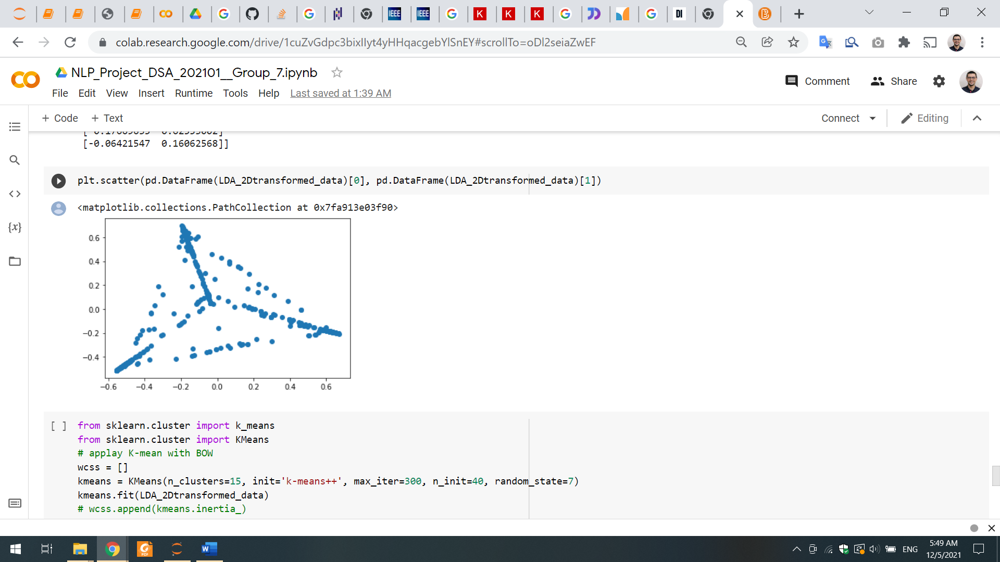 colab.research.google.com/drive/1cuZvGdpc3bixIIyt4yHHqacgebYlSnEY#scrollTo=oDl2seiaZwEF
NLP_Project_DSA_202101__Group_7.ipynb
Comment
Share
File Edit View Insert Runtime Tools Help Last saved at 1:39 AM
+ Code + Text
Connect
Editing
[-0.06421547 0.16062568]]
plt.scatter(pd.DataFrame(LDA_2Dtransformed_data)[0], pd.DataFrame(LDA_2Dtransformed_data)[1])
<matplotlib.collections.PathCollection at 0x7fa913e03f90>
0.6
0.4
0.2
0.0
−0.2
−0.4
−0.6 −0.4 −0.2 0.0 0.2 0.4 0.6
[ ] from sklearn.cluster import k_means
from sklearn.cluster import KMeans
# applay K-mean with BOW
wcss = []
kmeans = KMeans(n_clusters=15, init='k-means++', max_iter=300, n_init=40, random_state=7)
kmeans.fit(LDA_2Dtransformed_data)
# wcss.append(kmeans.inertia_)
ENG
5:49 AM
12/5/2021